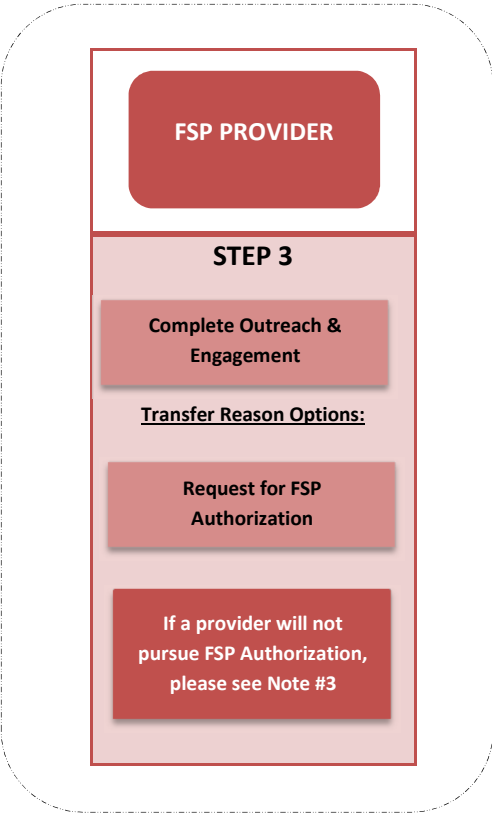 FSP PROVIDER
STEP 3
Complete Outreach &
Engagement
Transfer Reason Options:
Request for FSP
Authorization
If a provider will not
pursue FSP Authorization,
please see Note #3